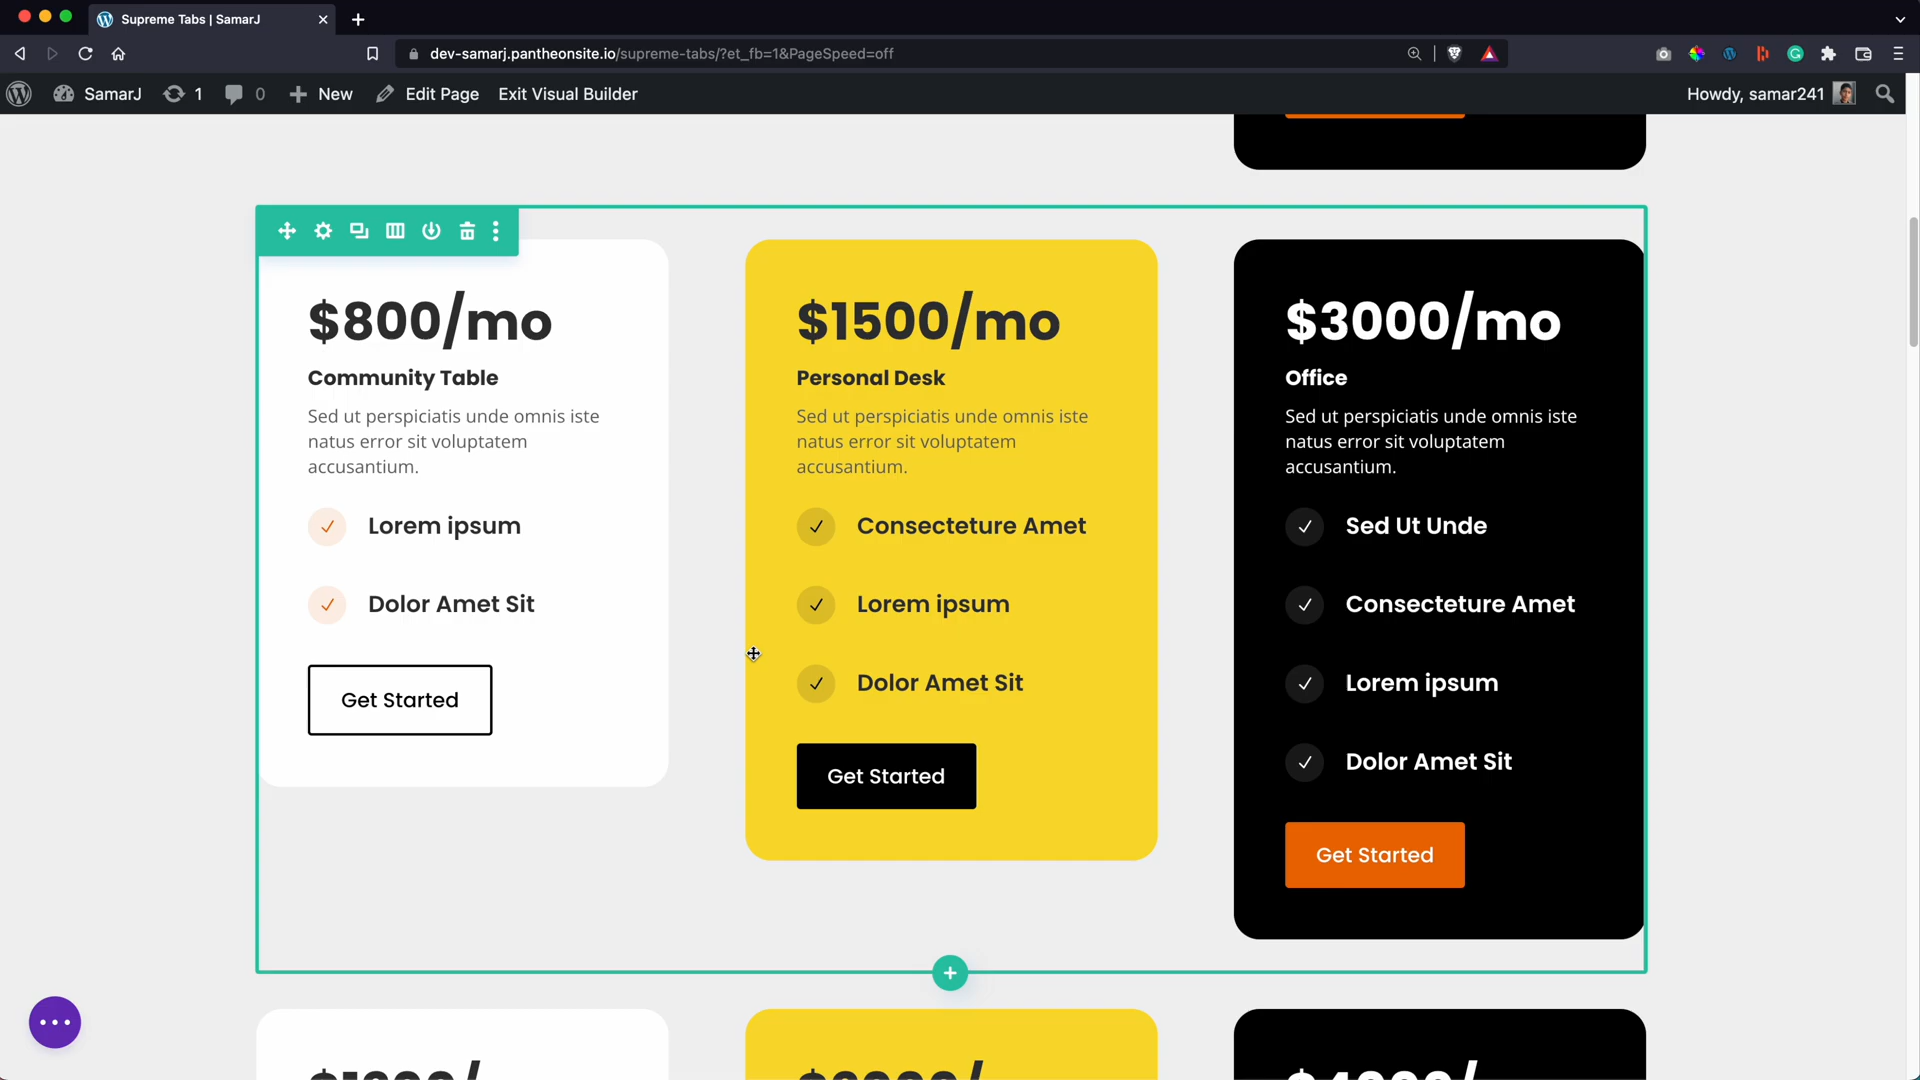 Supreme Tabs | SamarJ
dev-samarj.pantheonsite.io/supreme-tabs/?et_fb=1&PageSpeed=off
SamarJ
1
0
New
Edit Page
Exit Visual Builder
Howdy, samar241
$800/mo
Community Table
Sed ut perspiciatis unde omnis iste
natus error sit voluptatem
accusantium.
Lorem ipsum
Dolor Amet Sit
Get Started
$1500/mo
Personal Desk
Sed ut perspiciatis unde omnis iste
natus error sit voluptatem
accusantium.
Consecteture Amet
Lorem ipsum
Dolor Amet Sit
Get Started
$3000/mo
Office
Sed ut perspiciatis unde omnis iste
natus error sit voluptatem
accusantium.
Sed Ut Unde
Consecteture Amet
Lorem ipsum
Dolor Amet Sit
Get Started